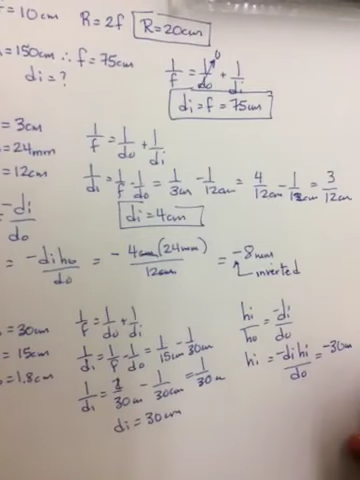 = 10cm R = 2f R = 20cm
= 150cm ∴ f = 75cm
di = ?
1/f = 1/do + 1/di
0
di = f = 75cm
= 3cm
= 24mm
= 12cm
1/f = 1/do + 1/di
1/di = 1/f - 1/do = 1/3cm - 1/12cm = 4/12cm - 1/12cm = 3/12cm
di = 4cm
-di/do
= -diho/do = -4cm(24mm)/12cm = -8mm
inverted
= 30cm
= 15cm
= 1.8cm
1/f = 1/do + 1/di
1/di = 1/f - 1/do = 1/15cm - 1/30cm
1/di = 2/30cm - 1/30cm = 1/30
di = 30cm
hi/ho = -di/do
hi = -dihi/do = -30cm